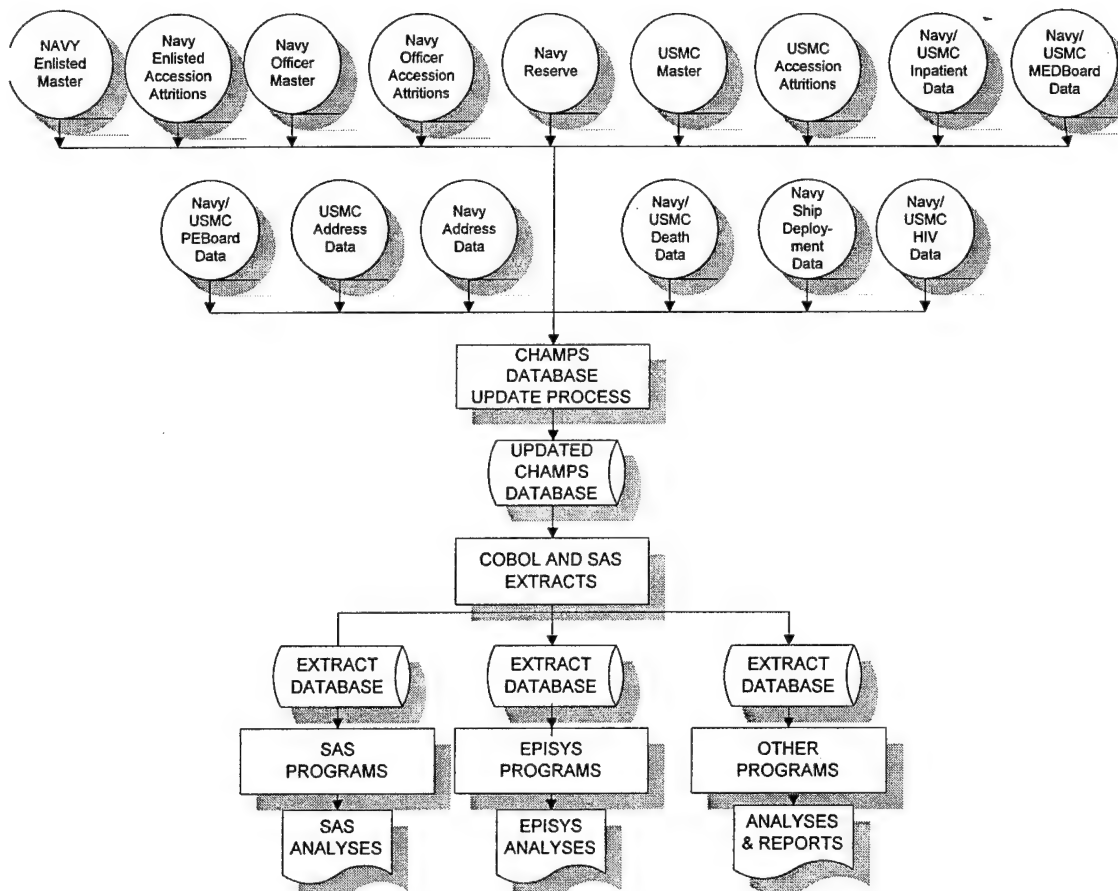 NAVY
Enlisted
Master
Navy
Enlisted
Accession
Attritions
Navy
Officer
Master
Navy
Officer
Accession
Attritions
Navy
Reserve
USMC
Master
USMC
Accession
Attritions
Navy/
USMC
Inpatient
Data
Navy/
USMC
MEDBoard
Data
Navy/
USMC
PEBoard
Data
USMC
Address
Data
Navy
Address
Data
Navy/
USMC
Death
Data
Navy
Ship
Deploy-
ment
Data
Navy/
USMC
HIV
Data
CHAMPS
DATABASE
UPDATE PROCESS
UPDATED
CHAMPS
DATABASE
COBOL AND SAS
EXTRACTS
EXTRACT
DATABASE
EXTRACT
DATABASE
EXTRACT
DATABASE
SAS
PROGRAMS
EPISYS
PROGRAMS
OTHER
PROGRAMS
SAS
ANALYSES
EPISYS
ANALYSES
ANALYSES
& REPORTS